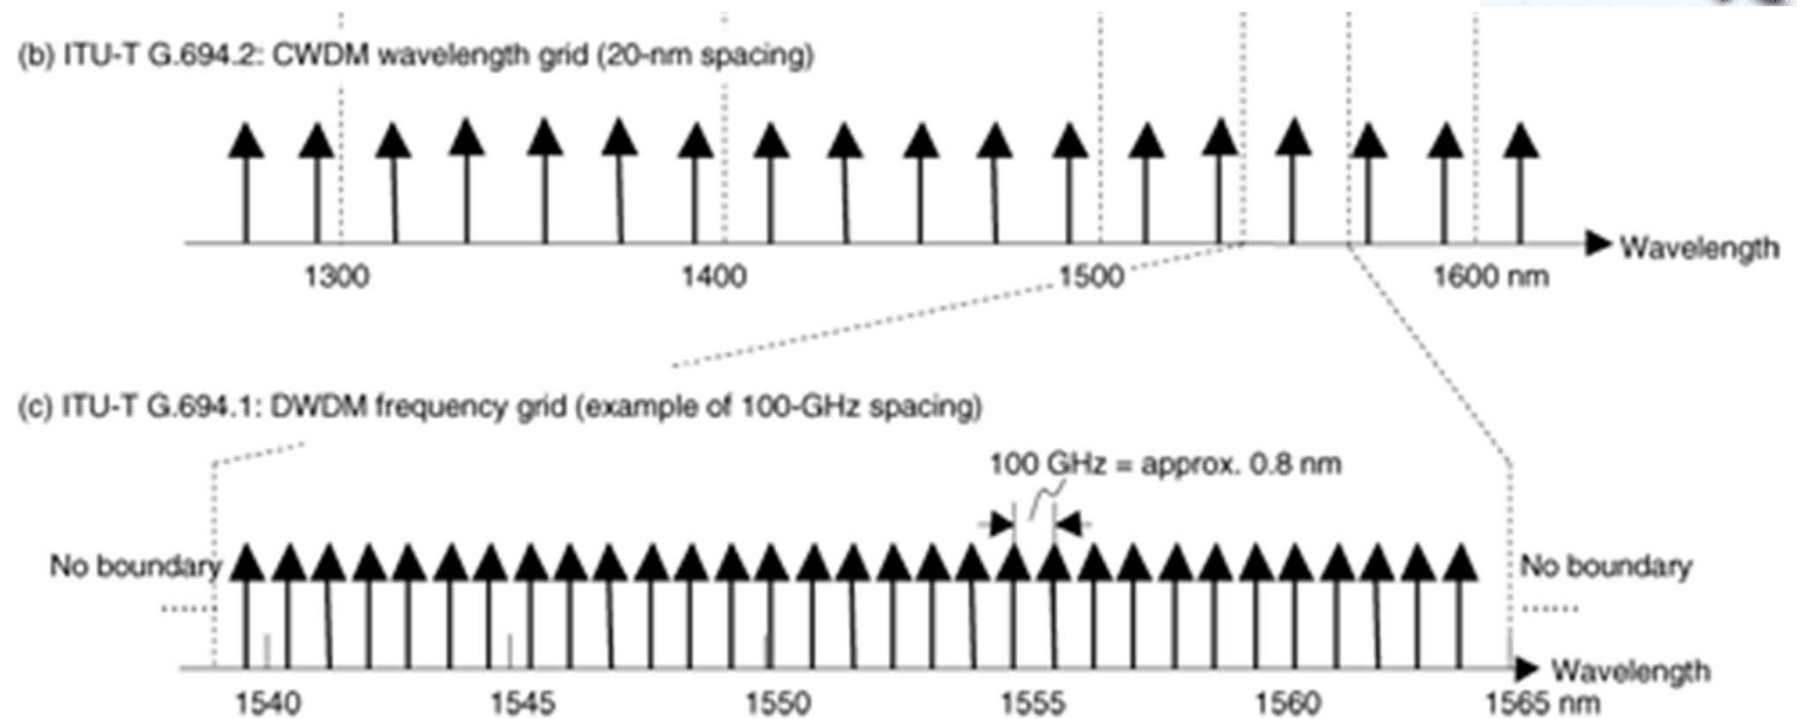 (b) ITU-T G.694.2: CWDM wavelength grid (20-nm spacing)
Wavelength
1300 1400 1500 1600 nm
(c) ITU-T G.694.1: DWDM frequency grid (example of 100-GHz spacing)
100 GHz = approx. 0.8 nm
No boundary No boundary
Wavelength
1540 1545 1550 1555 1560 1565 nm